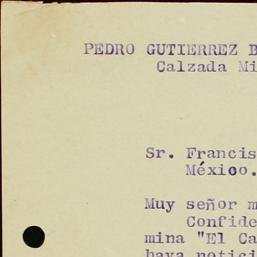 PEDRO GUTIERREZ B
Calzada Mi
Sr. Francis
México.
Muy señor m
Confide
mina "El Ca
haya notici